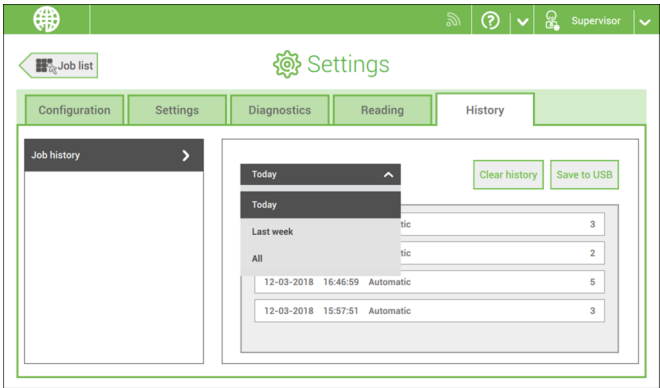 Supervisor
Job list
Settings
Configuration Settings Diagnostics Reading History
Job history
Today
Clear history Save to USB
Today
Last week
All
tic 3
tic 2
12-03-2018 16:46:59 Automatic 5
12-03-2018 15:57:51 Automatic 3